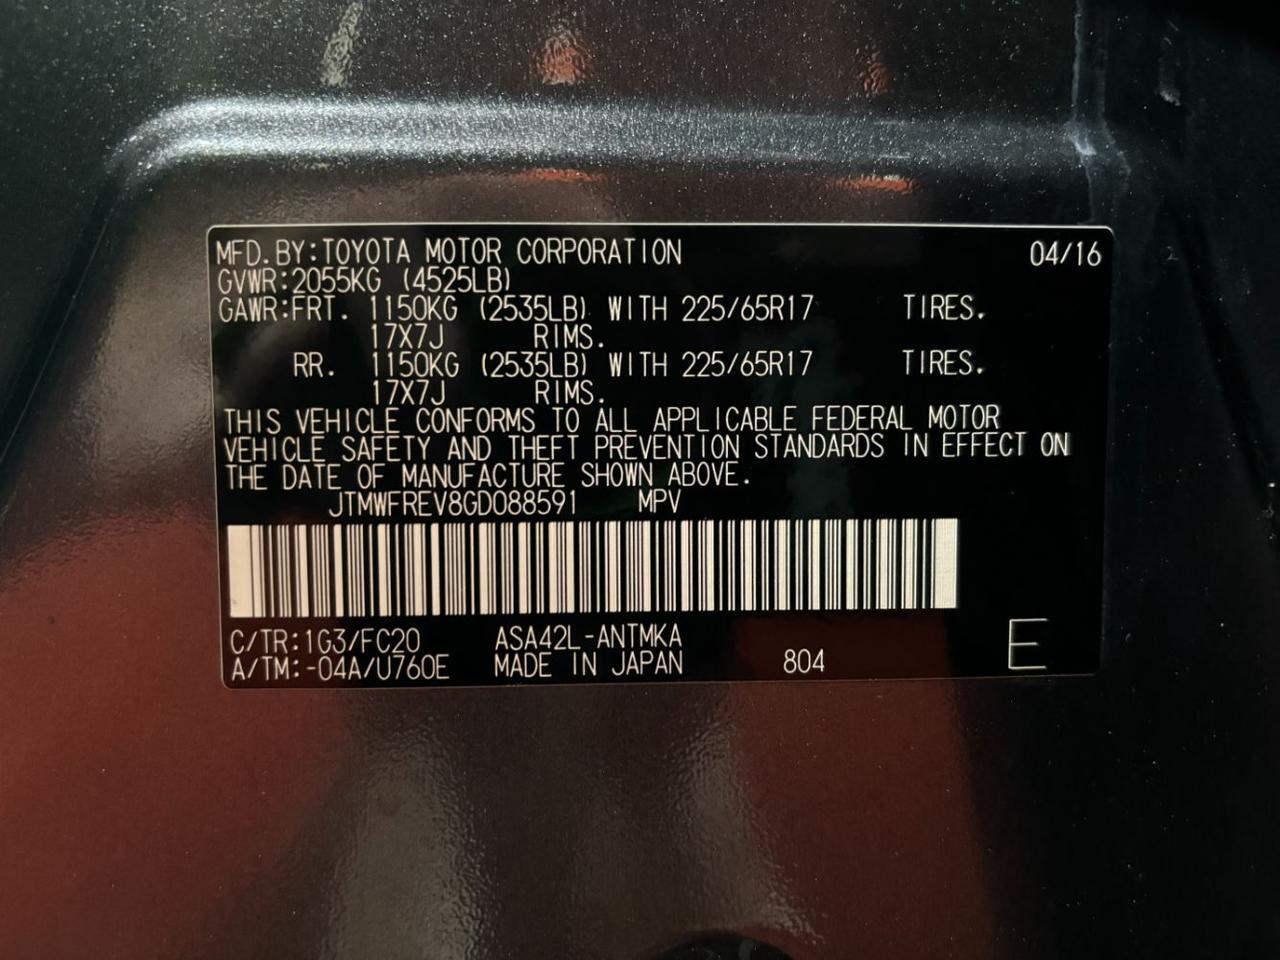 MFD.BY:TOYOTA MOTOR CORPORATION 04/16
GVWR:2055KG (4525LB)
GAWR:FRT. 1150KG (2535LB) WITH 225/65R17 TIRES.
17X7J RIMS.
RR. 1150KG (2535LB) WITH 225/65R17 TIRES.
17X7J RIMS.
THIS VEHICLE CONFORMS TO ALL APPLICABLE FEDERAL MOTOR
VEHICLE SAFETY AND THEFT PREVENTION STANDARDS IN EFFECT ON
THE DATE OF MANUFACTURE SHOWN ABOVE.
JTMWFREV8GD088591 MPV
C/TR:1G3/FC20 ASA42L-ANTMKA
A/TM:-04A/U760E MADE IN JAPAN 804 E